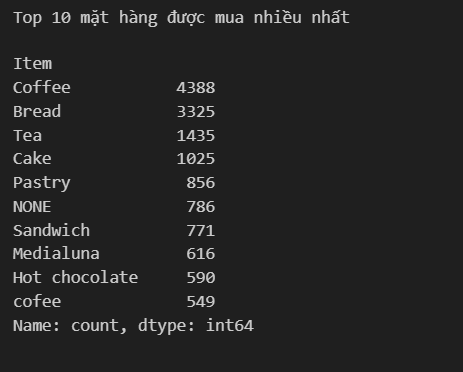 Top 10 mặt hàng được mua nhiều nhất
Item
Coffee 4388
Bread 3325
Tea 1435
Cake 1025
Pastry 856
NONE 786
Sandwich 771
Medialuna 616
Hot chocolate 590
cofee 549
Name: count, dtype: int64